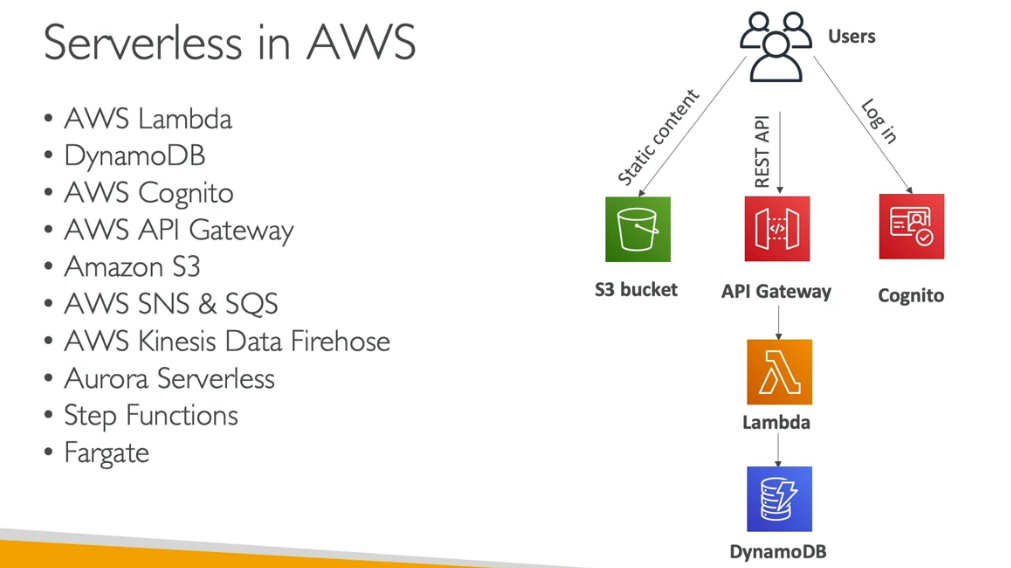 Serverless in AWS
• AWS Lambda
• DynamoDB
• AWS Cognito
• AWS API Gateway
• Amazon S3
• AWS SNS & SQS
• AWS Kinesis Data Firehose
• Aurora Serverless
• Step Functions
• Fargate
Users
Static content
REST API
Log in
S3 bucket
API Gateway
Cognito
Lambda
DynamoDB